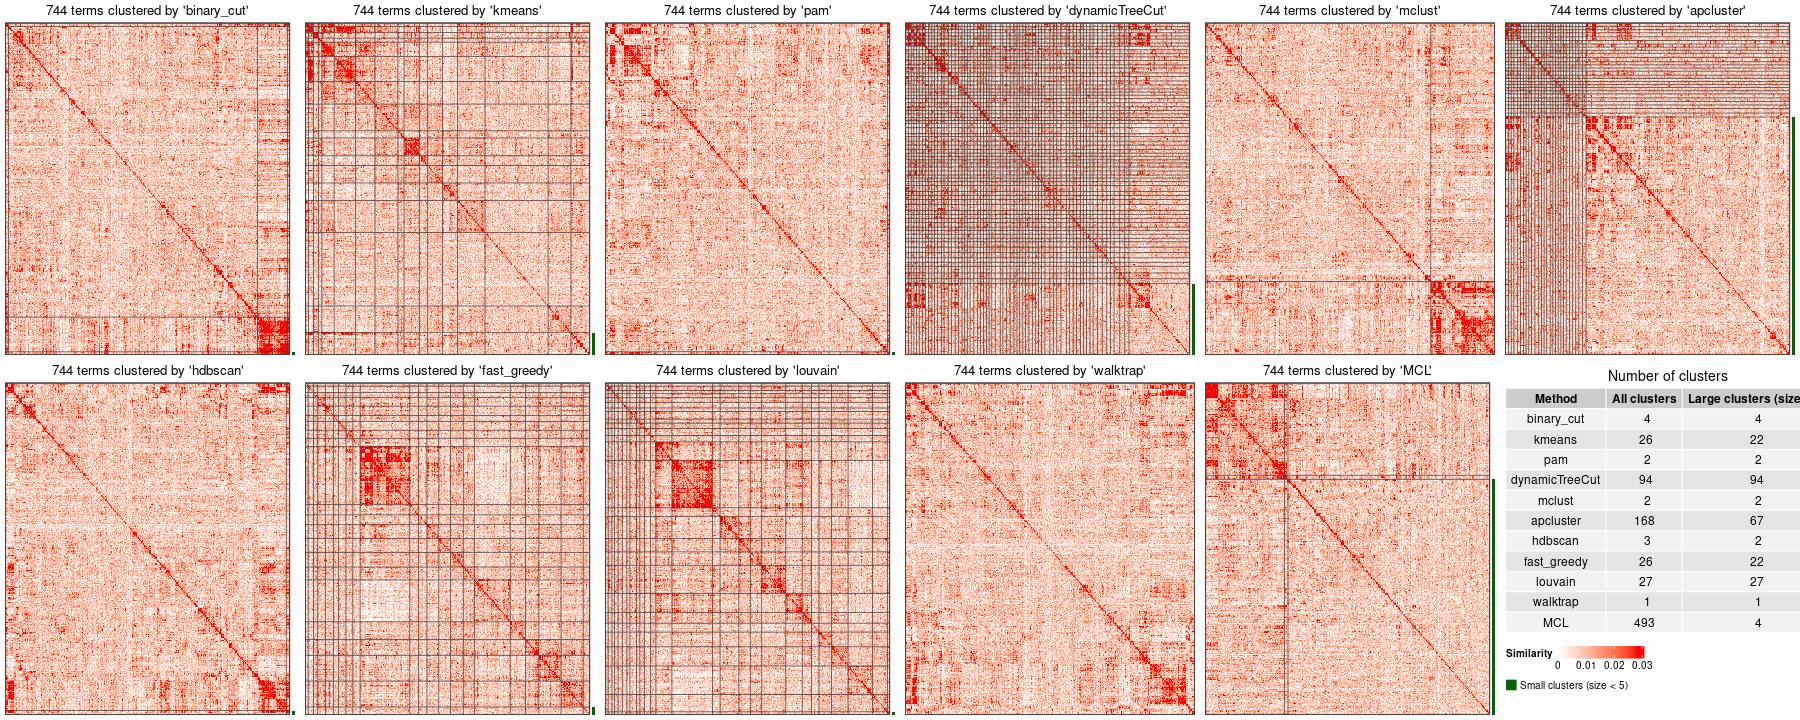 744 terms clustered by 'binary_cut'
744 terms clustered by 'kmeans'
744 terms clustered by 'pam'
744 terms clustered by 'dynamicTreeCut'
744 terms clustered by 'mclust'
744 terms clustered by 'apcluster'
744 terms clustered by 'hdbscan'
744 terms clustered by 'fast_greedy'
744 terms clustered by 'louvain'
744 terms clustered by 'walktrap'
744 terms clustered by 'MCL'
Number of clusters
Method All clusters Large clusters (size
binary_cut 4 4
kmeans 26 22
pam 2 2
dynamicTreeCut 94 94
mclust 2 2
apcluster 168 67
hdbscan 3 2
fast_greedy 26 22
louvain 27 27
walktrap 1 1
MCL 493 4
Similarity
0 0.01 0.02 0.03
Small clusters (size < 5)